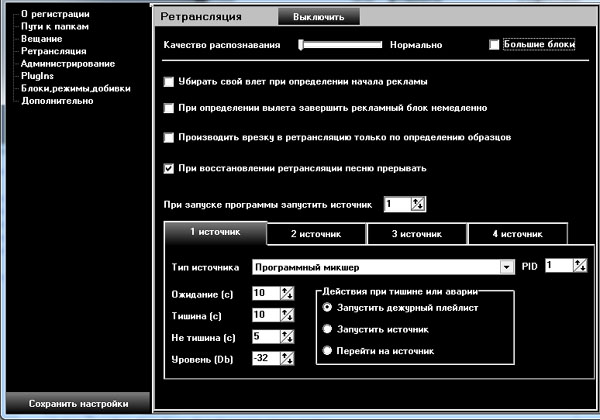 О регистрации
Пути к папкам
Вещание
Ретрансляция
Администрирование
PlugIns
Блоки,режимы,добивки
Дополнительно
Сохранить настройки
Ретрансляция Выключить
Качество распознавания Нормально Большие блоки
Убирать свой влет при определении начала рекламы
При определении вылета завершить рекламный блок немедленно
Производить врезку в ретрансляцию только по определению образцов
При восстановлении ретрансляции песню прерывать
При запуске программы запустить источник 1
1 источник 2 источник 3 источник 4 источник
Тип источника Программный микшер PID 1
Ожидание (с) 10
Тишина (с) 10
Не тишина (с) 5
Уровень (Db) -32
Действия при тишине или аварии
Запустить дежурный плейлист
Запустить источник
Перейти на источник